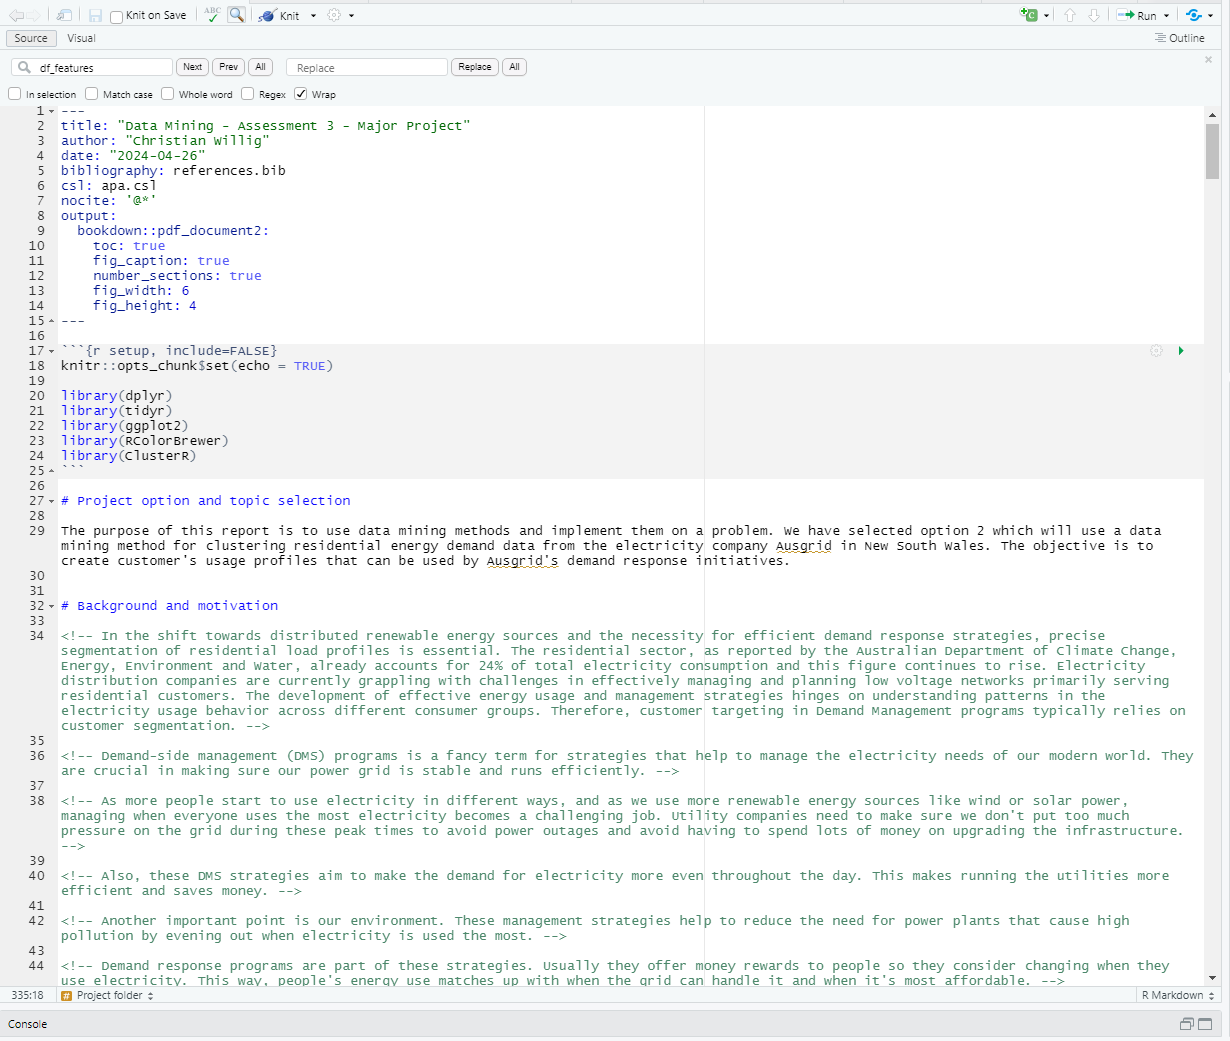 Knit on Save ABC Knit Run
Source Visual Outline
df_features Next Prev All Replace Replace All
In selection Match case Whole word Regex Wrap
1 ---
2 title: "Data Mining - Assessment 3 - Major Project"
3 author: "Christian Willig"
4 date: "2024-04-26"
5 bibliography: references.bib
6 csl: apa.csl
7 nocite: '@*'
8 output:
9 bookdown::pdf_document2:
10 toc: true
11 fig_caption: true
12 number_sections: true
13 fig_width: 6
14 fig_height: 4
15 ---
16
17 ```{r setup, include=FALSE}
18 knitr::opts_chunk$set(echo = TRUE)
19
20 library(dplyr)
21 library(tidyr)
22 library(ggplot2)
23 library(RColorBrewer)
24 library(ClusterR)
25 ```
26
27 # Project option and topic selection
28
29 The purpose of this report is to use data mining methods and implement them on a problem. We have selected option 2 which will use a data
mining method for clustering residential energy demand data from the electricity company Ausgrid in New South Wales. The objective is to
create customer's usage profiles that can be used by Ausgrid's demand response initiatives.
30
31
32 # Background and motivation
33
34 <!-- In the shift towards distributed renewable energy sources and the necessity for efficient demand response strategies, precise
segmentation of residential load profiles is essential. The residential sector, as reported by the Australian Department of Climate Change,
Energy, Environment and Water, already accounts for 24% of total electricity consumption and this figure continues to rise. Electricity
distribution companies are currently grappling with challenges in effectively managing and planning low voltage networks primarily serving
residential customers. The development of effective energy usage and management strategies hinges on understanding patterns in the
electricity usage behavior across different consumer groups. Therefore, customer targeting in Demand Management programs typically relies on
customer segmentation. -->
35
36 <!-- Demand-side management (DMS) programs is a fancy term for strategies that help to manage the electricity needs of our modern world. They
are crucial in making sure our power grid is stable and runs efficiently. -->
37
38 <!-- As more people start to use electricity in different ways, and as we use more renewable energy sources like wind or solar power,
managing when everyone uses the most electricity becomes a challenging job. Utility companies need to make sure we don't put too much
pressure on the grid during these peak times to avoid power outages and avoid having to spend lots of money on upgrading the infrastructure.
-->
39
40 <!-- Also, these DMS strategies aim to make the demand for electricity more even throughout the day. This makes running the utilities more
efficient and saves money. -->
41
42 <!-- Another important point is our environment. These management strategies help to reduce the need for power plants that cause high
pollution by evening out when electricity is used the most. -->
43
44 <!-- Demand response programs are part of these strategies. Usually they offer money rewards to people so they consider changing when they
use electricity. This way, people's energy use matches up with when the grid can handle it and when it's most affordable. -->
335:18 # Project folder R Markdown
Console